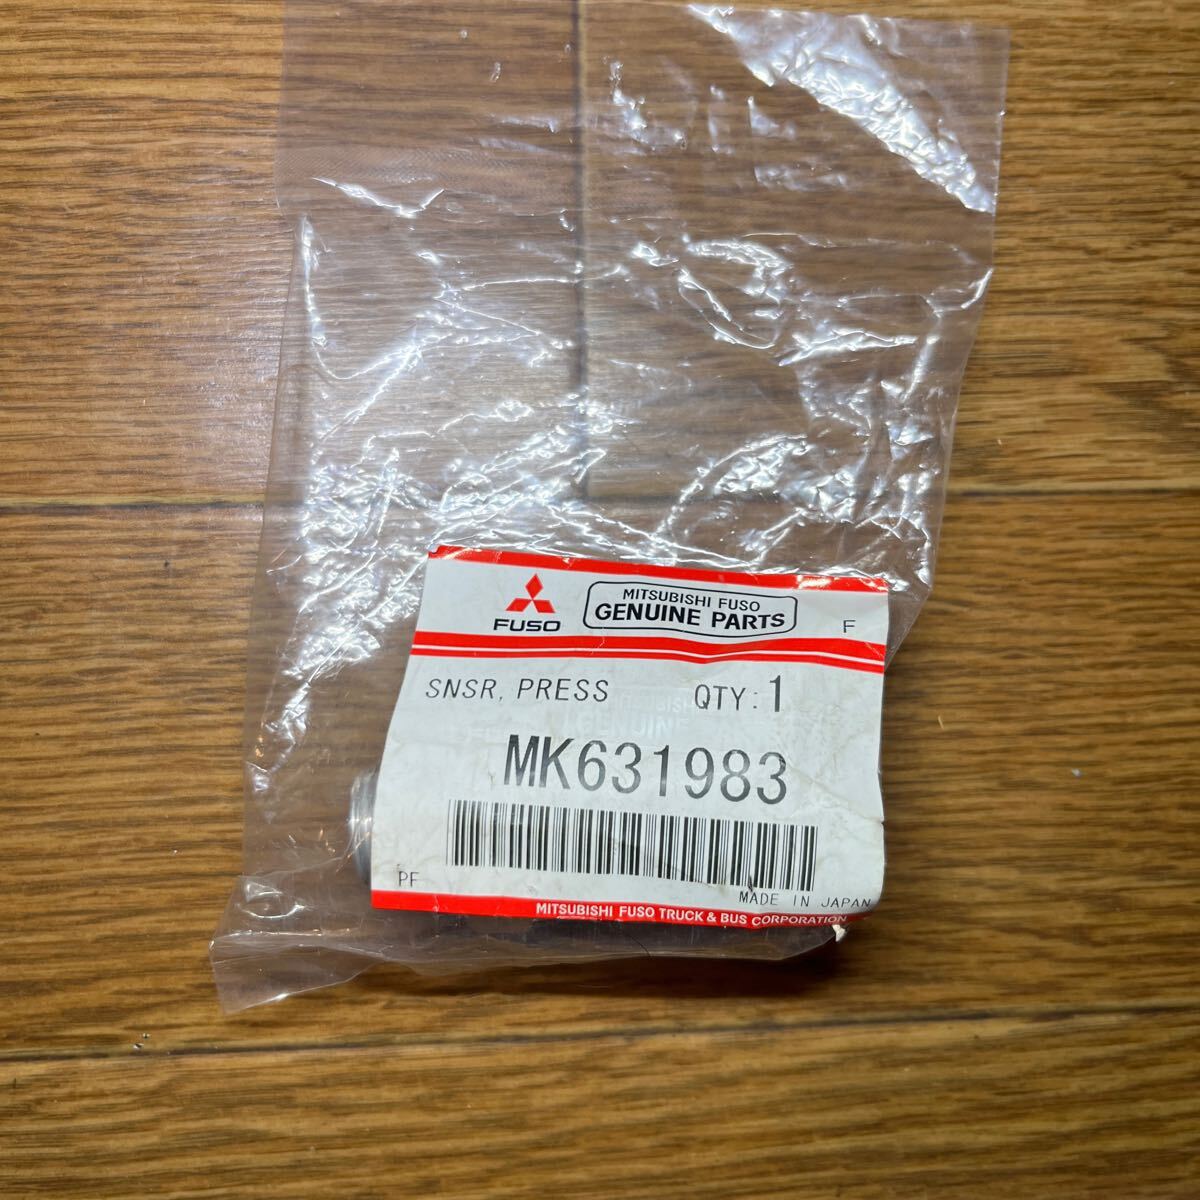 FUSO
MITSUBISHI FUSO
GENUINE PARTS
F
SNSR, PRESS QTY: 1
MK631983
PF
MADE IN JAPAN
MITSUBISHI FUSO TRUCK & BUS CORPORATION